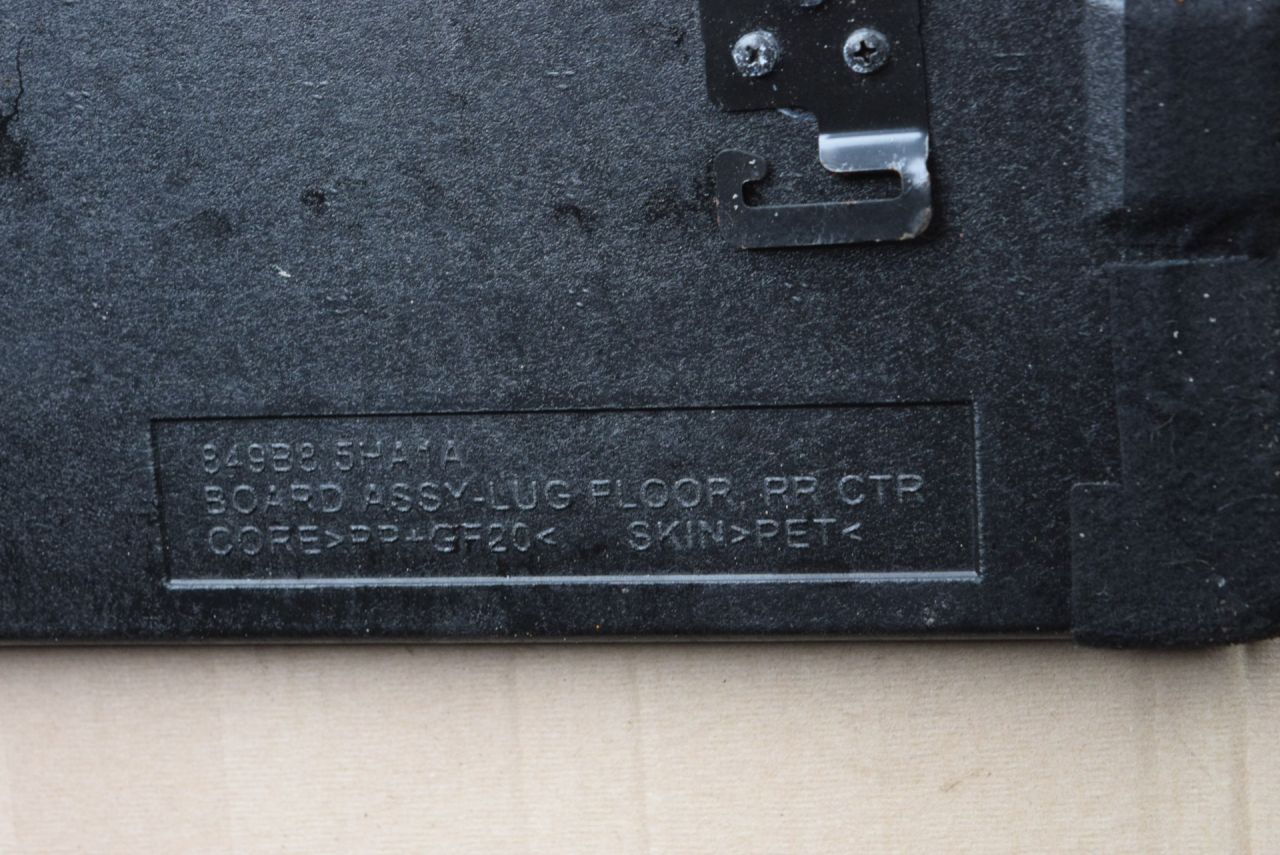 849B8 5HA1A
BOARD ASSY-LUG FLOOR, RR CTR
CORE>PP+GF20< SKIN>PET<